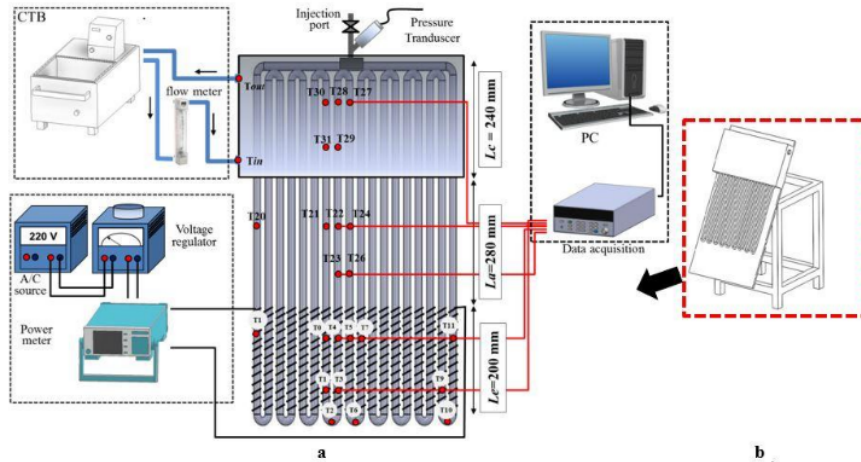 CTB
flow meter
Injection
port
Pressure
Tranduscer
Tout
Tin
T30 T28 T27
T31 T29
Lc= 240 mm
PC
Data acquisition
220 V
A/C
source
Voltage
regulator
Power
meter
T20 T21 T22 T24
T23 T26
La=280 mm
T1
T0 T4 T5 T7 T11
T1 T3 T9
T2 T6 T10
Le=200 mm
a
b